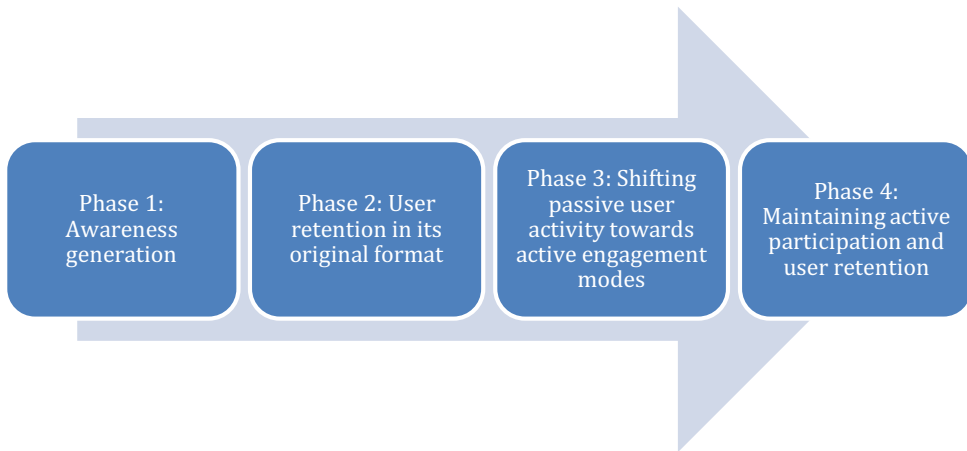 Phase 1:
Awareness
generation
Phase 2: User
retention in its
original format
Phase 3: Shifting
passive user
activity towards
active engagement
modes
Phase 4:
Maintaining active
participation and
user retention